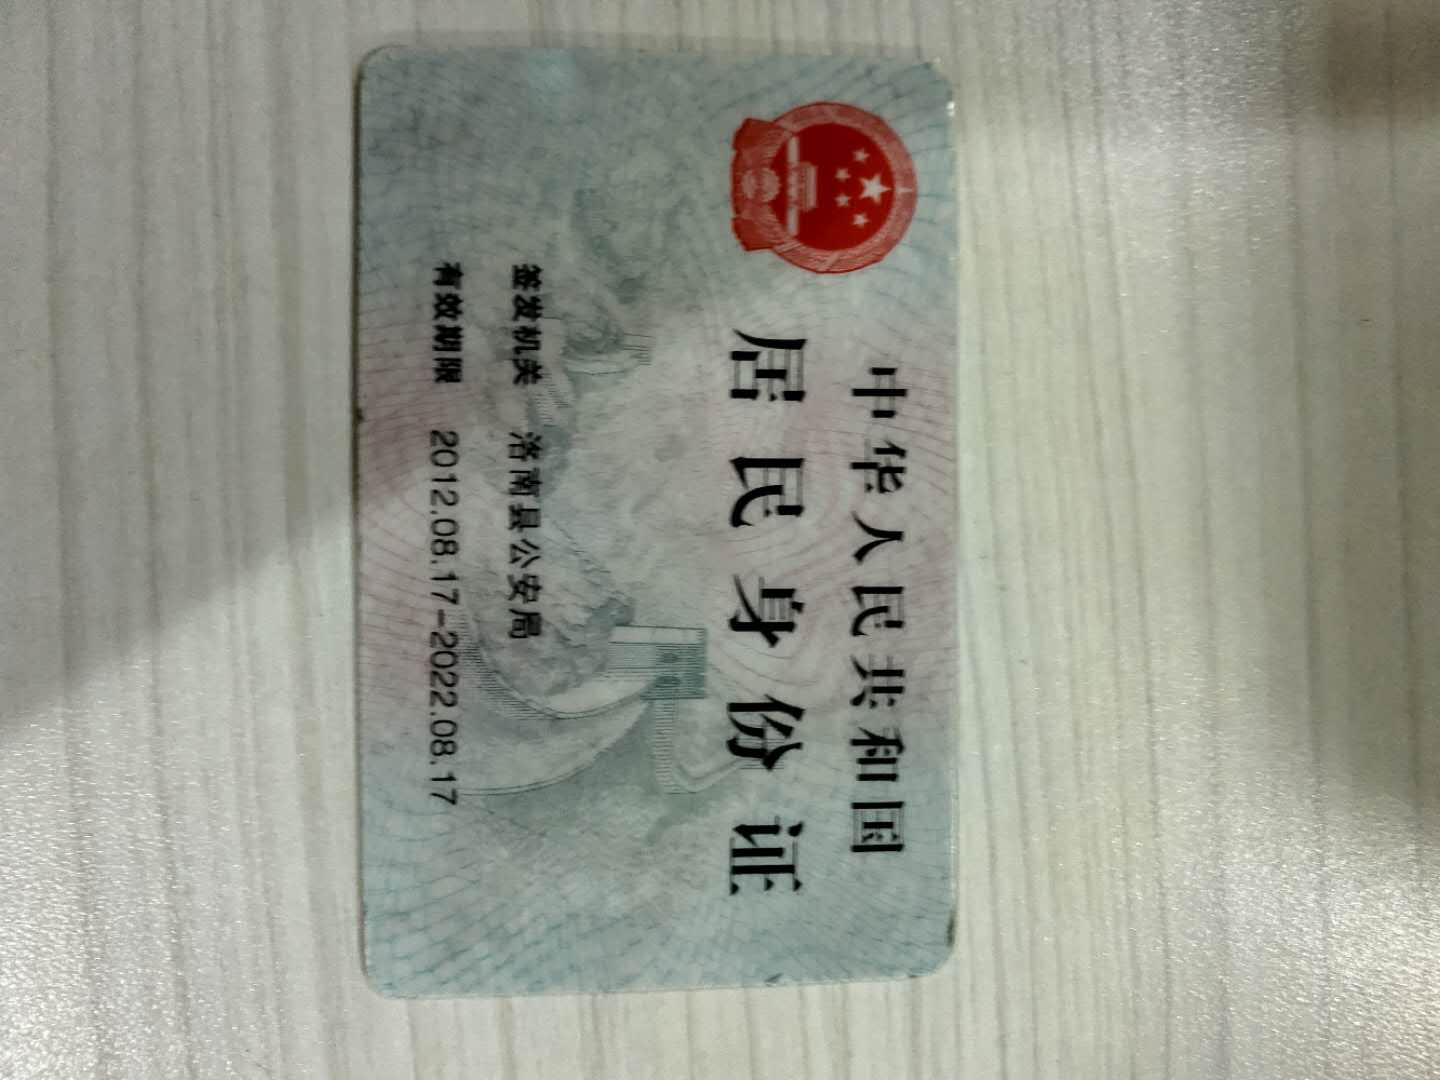 中华人民共和国
居民身份证
签发机关 洛南县公安局
有效期限 2012.08.17-2022.08.17